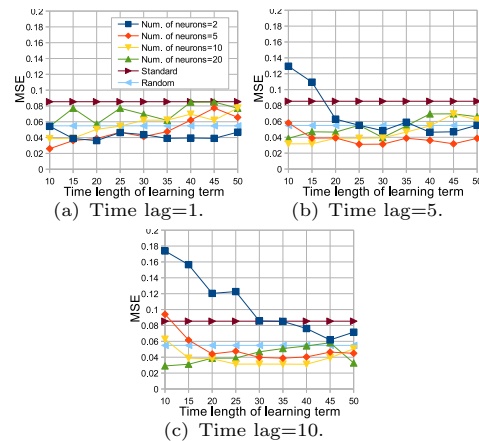 0.2
0.18
0.16
0.14
0.12
0.1
0.08
0.06
0.04
0.02
0
MSE
Num. of neurons=2
Num. of neurons=5
Num. of neurons=10
Num. of neurons=20
Standard
Random
10 15 20 25 30 35 40 45 50
Time length of learning term
(a) Time lag=1.
0.2
0.18
0.16
0.14
0.12
0.1
0.08
0.06
0.04
0.02
0
MSE
10 15 20 25 30 35 40 45 50
Time length of learning term
(b) Time lag=5.
0.2
0.18
0.16
0.14
0.12
0.1
0.08
0.06
0.04
0.02
0
MSE
10 15 20 25 30 35 40 45 50
Time length of learning term
(c) Time lag=10.